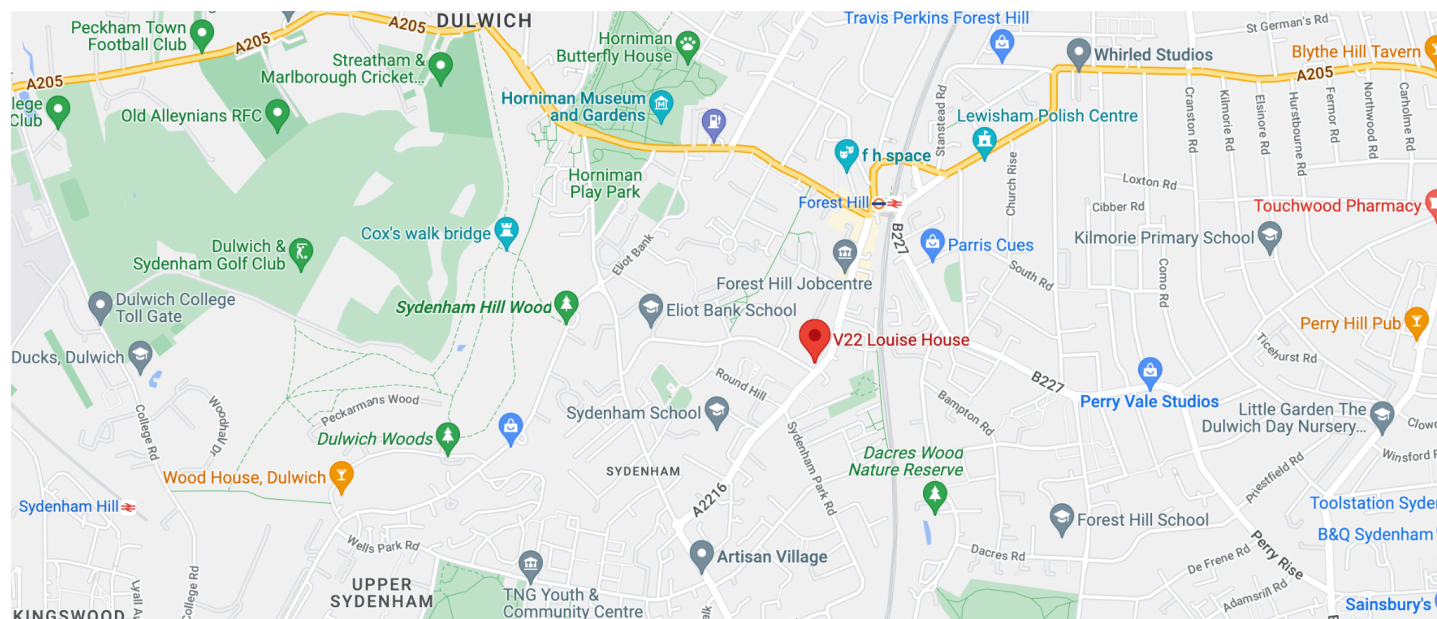 DULWICH
Travis Perkins Forest Hill
St German's Rd
Peckham Town
Football Club
A205
A205
Horniman
Butterfly House
Whirled Studios
Blythe Hill Tavern
Streatham &
Marlborough Cricket...
A205
A205
lege
Club
Old Alleynians RFC
Horniman Museum
and Gardens
Stanstead Rd
Lewisham Polish Centre
Cranston Rd
Kilmorie Rd
Elsinore Rd
Hurstbourne Rd
Fermor Rd
Northwood Rd
Carholme Rd
f h space
Horniman
Play Park
Church Rise
Loxton Rd
Forest Hill
Cibber Rd
Touchwood Pharmacy
Cox's walk bridge
B227
Parris Cues
Kilmorie Primary School
Dulwich &
Sydenham Golf Club
Eliot Bank
South Rd
Como Rd
Forest Hill Jobcentre
Dulwich College
Toll Gate
Sydenham Hill Wood
Eliot Bank School
Perry Hill Pub
V22 Louise House
Ticehurst Rd
Ducks, Dulwich
Round Hill
B227
Perry Vale Studios
Peckarmans Wood
Woodhall Dr
College Rd
Bampton Rd
Sydenham School
Little Garden The
Dulwich Day Nursery...
Clowd
Dulwich Woods
Sydenham Park Rd
Dacres Wood
Nature Reserve
Winsford R
SYDENHAM
Wood House, Dulwich
Priestfield Rd
A2216
Sydenham Hill
Toolstation Syder
Forest Hill School
B&Q Sydenham
Wells Park Rd
Artisan Village
Dacres Rd
De Frene Rd
Perry Rise
UPPER
SYDENHAM
TNG Youth &
Community Centre
Adamsrill Rd
Lyall A
College Rd
alk
Sainsbury's
KINGSWOOD